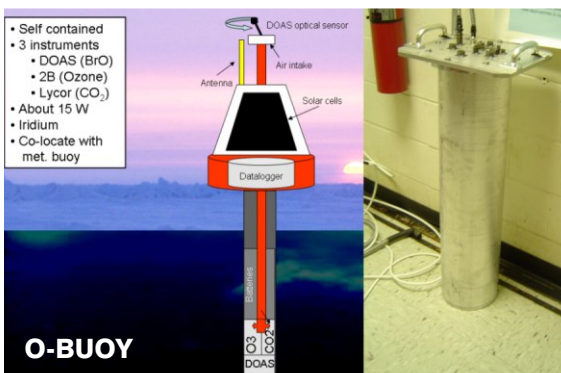 • Self contained
• 3 instruments
• DOAS (BrO)
• 2B (Ozone)
• Lycor (CO₂)
• About 15 W
• Iridium
• Co-locate with
met. buoy
DOAS optical sensor
Air intake
Antenna
Solar cells
Datalogger
Batteries
O3
CO2
DOAS
O-BUOY